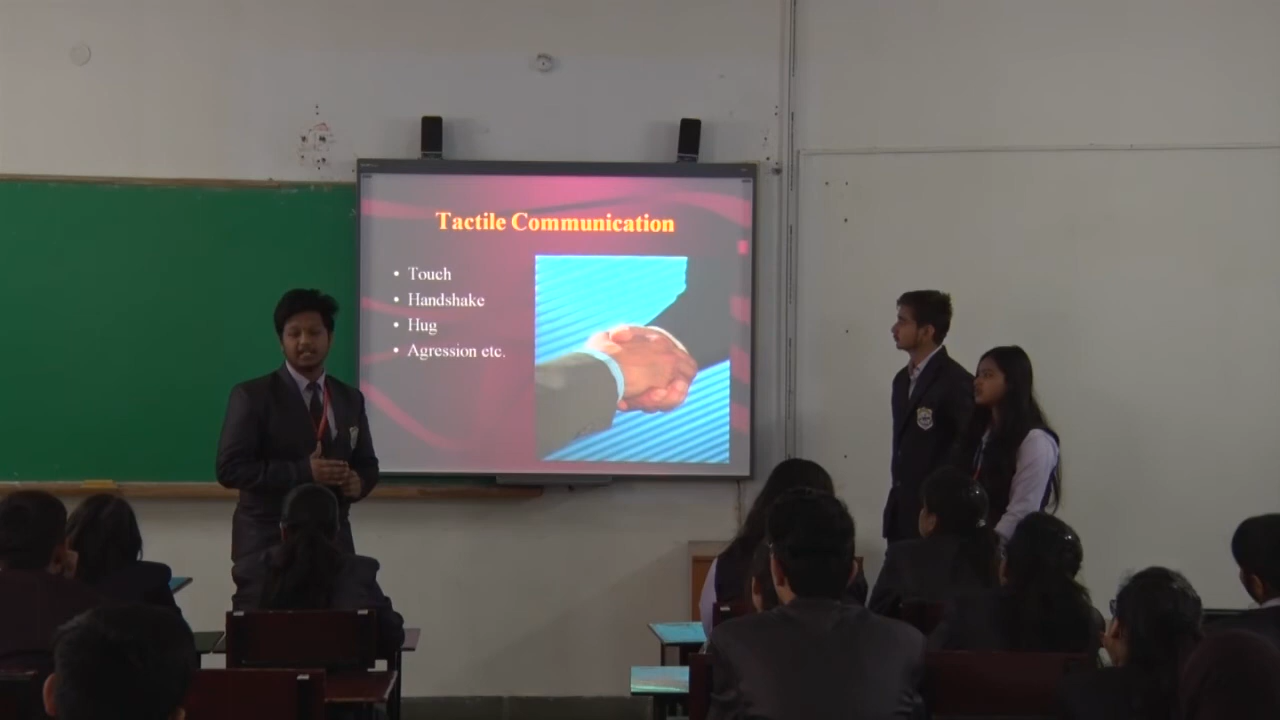 Tactile Communication
• Touch
• Handshake
• Hug
• Agression etc.